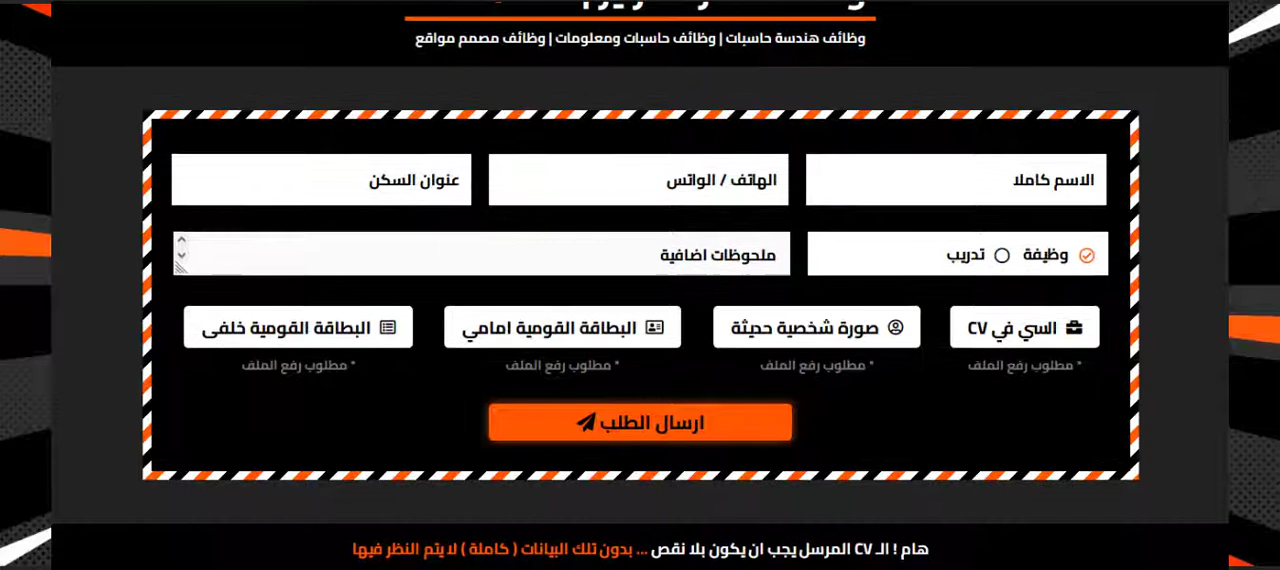 وظائف هندسة حاسبات | وظائف حاسبات ومعلومات | وظائف مصمم مواقع
الاسم كاملا
الهاتف / الواتس
عنوان السكن
وظيفة تدريب
ملحوظات اضافية
السي في CV
صورة شخصية حديثة
البطاقة القومية امامي
البطاقة القومية خلفى
* مطلوب رفع الملف
* مطلوب رفع الملف
* مطلوب رفع الملف
* مطلوب رفع الملف
ارسال الطلب
هام ! الـ CV المرسل يجب ان يكون بلا نقص ... بدون تلك البيانات ( كاملة ) لا يتم النظر فيها